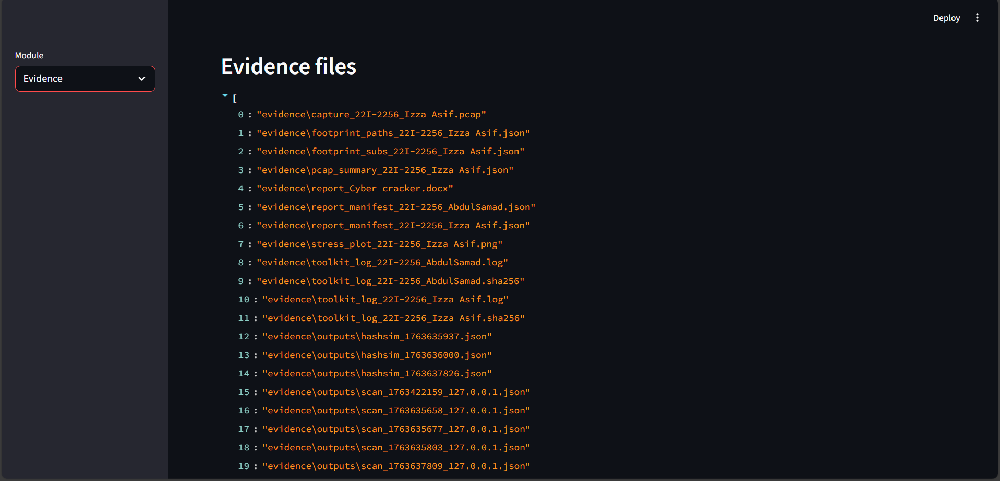 Deploy
Module
Evidence
Evidence files
[
0 : "evidence\capture_22I-2256_Izza Asif.pcap"
1 : "evidence\footprint_paths_22I-2256_Izza Asif.json"
2 : "evidence\footprint_subs_22I-2256_Izza Asif.json"
3 : "evidence\pcap_summary_22I-2256_Izza Asif.json"
4 : "evidence\report_Cyber cracker.docx"
5 : "evidence\report_manifest_22I-2256_AbdulSamad.json"
6 : "evidence\report_manifest_22I-2256_Izza Asif.json"
7 : "evidence\stress_plot_22I-2256_Izza Asif.png"
8 : "evidence\toolkit_log_22I-2256_AbdulSamad.log"
9 : "evidence\toolkit_log_22I-2256_AbdulSamad.sha256"
10 : "evidence\toolkit_log_22I-2256_Izza Asif.log"
11 : "evidence\toolkit_log_22I-2256_Izza Asif.sha256"
12 : "evidence\outputs\hashsim_1763635937.json"
13 : "evidence\outputs\hashsim_1763636000.json"
14 : "evidence\outputs\hashsim_1763637826.json"
15 : "evidence\outputs\scan_1763422159_127.0.0.1.json"
16 : "evidence\outputs\scan_1763635658_127.0.0.1.json"
17 : "evidence\outputs\scan_1763635677_127.0.0.1.json"
18 : "evidence\outputs\scan_1763635803_127.0.0.1.json"
19 : "evidence\outputs\scan_1763637809_127.0.0.1.json"